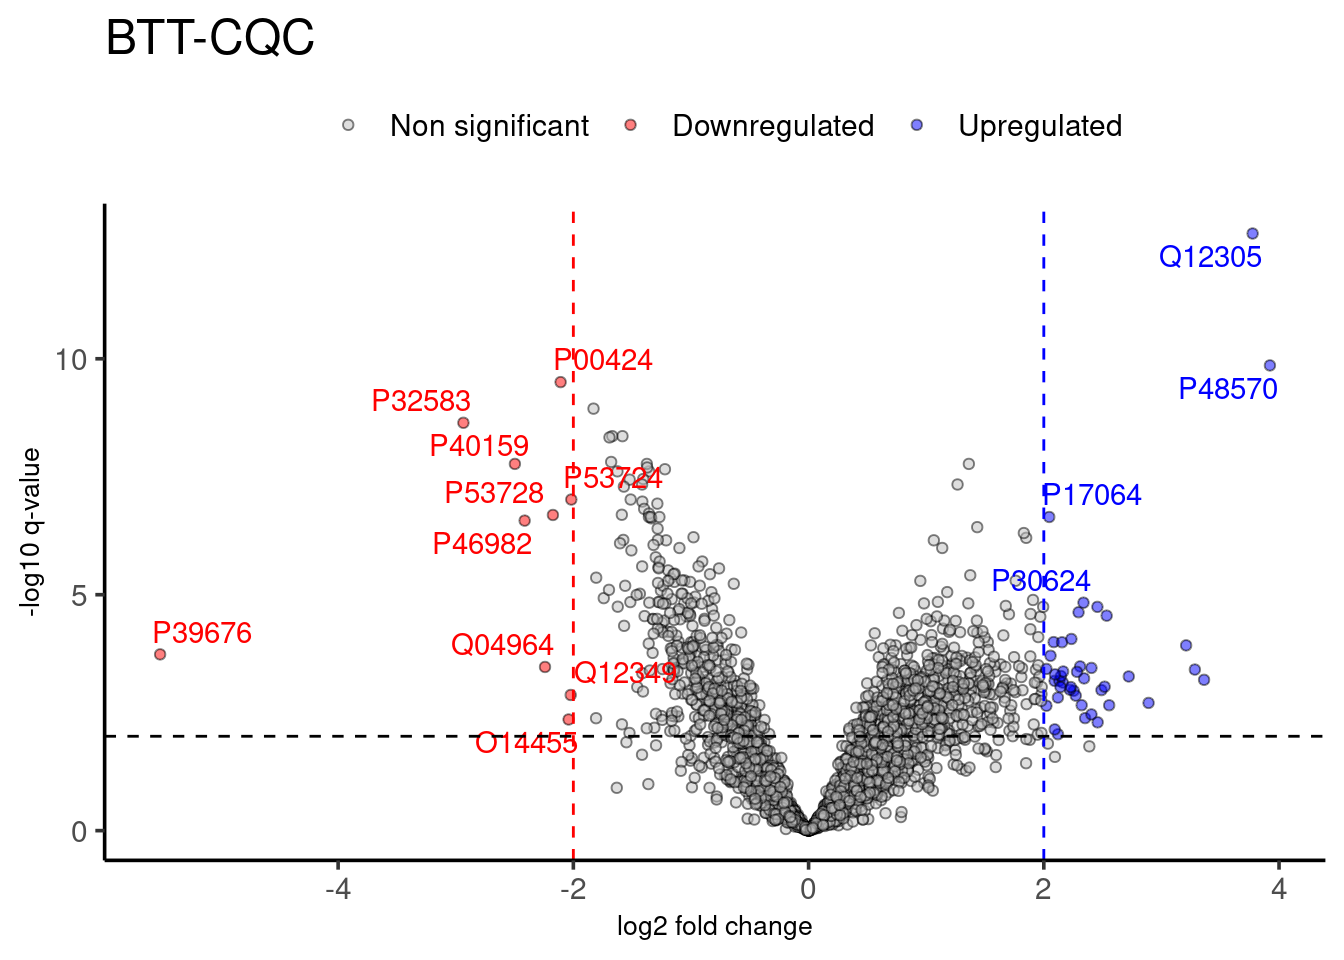 BTT-CQC
Non significant Downregulated Upregulated
Q12305
P00424
10
P48570
P32583
P40159
P53724
P53728
P17064
P46982
-log10 q-value
P30624
5
P39676
Q04964
Q12349
O14455
0
-4 -2 0 2 4
log2 fold change